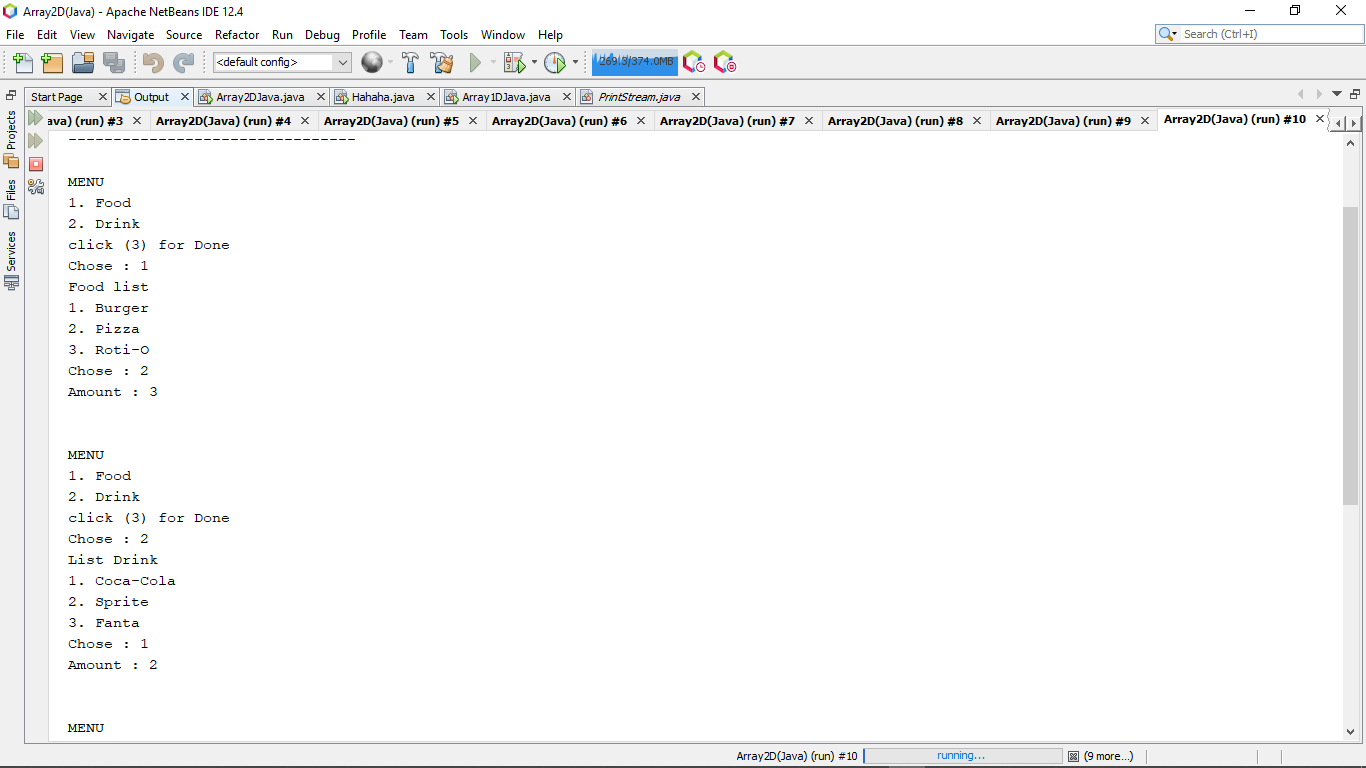 Array2D(Java) - Apache NetBeans IDE 12.4
File Edit View Navigate Source Refactor Run Debug Profile Team Tools Window Help
Search (Ctrl+I)
<default config>
269.3/374.0MB
Start Page Output Array2DJava.java Hahaha.java Array1DJava.java PrintStream.java
ava) (run) #3 Array2D(Java) (run) #4 Array2D(Java) (run) #5 Array2D(Java) (run) #6 Array2D(Java) (run) #7 Array2D(Java) (run) #8 Array2D(Java) (run) #9 Array2D(Java) (run) #10
Projects
Files
Services
--------------------------------
MENU
1. Food
2. Drink
click (3) for Done
Chose : 1
Food list
1. Burger
2. Pizza
3. Roti-O
Chose : 2
Amount : 3
MENU
1. Food
2. Drink
click (3) for Done
Chose : 2
List Drink
1. Coca-Cola
2. Sprite
3. Fanta
Chose : 1
Amount : 2
MENU
Array2D(Java) (run) #10 running... (9 more...)